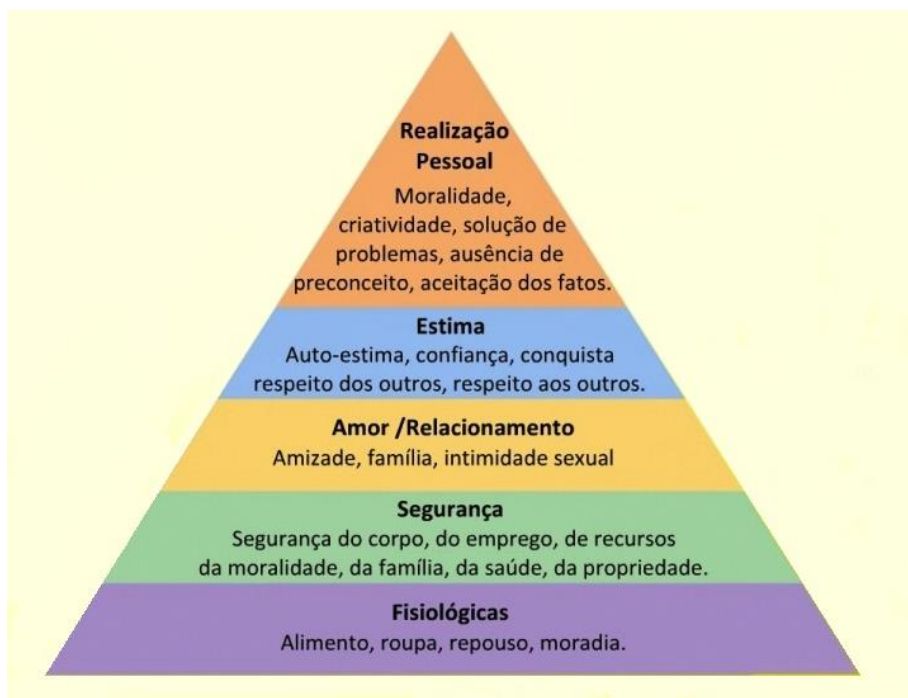 Realização
Pessoal
Moralidade,
criatividade, solução de
problemas, ausência de
preconceito, aceitação dos fatos.
Estima
Auto-estima, confiança, conquista
respeito dos outros, respeito aos outros.
Amor /Relacionamento
Amizade, família, intimidade sexual
Segurança
Segurança do corpo, do emprego, de recursos
da moralidade, da família, da saúde, da propriedade.
Fisiológicas
Alimento, roupa, repouso, moradia.